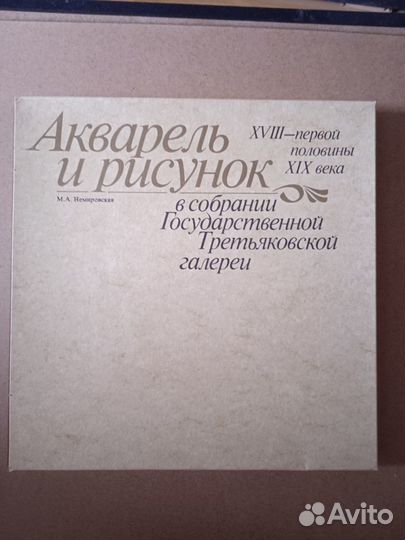 Акварель
и рисунок
XVIII—первой
половины
XIX века
М.А. Немировская
в собрании
Государственной
Третьяковской
галереи
Avito